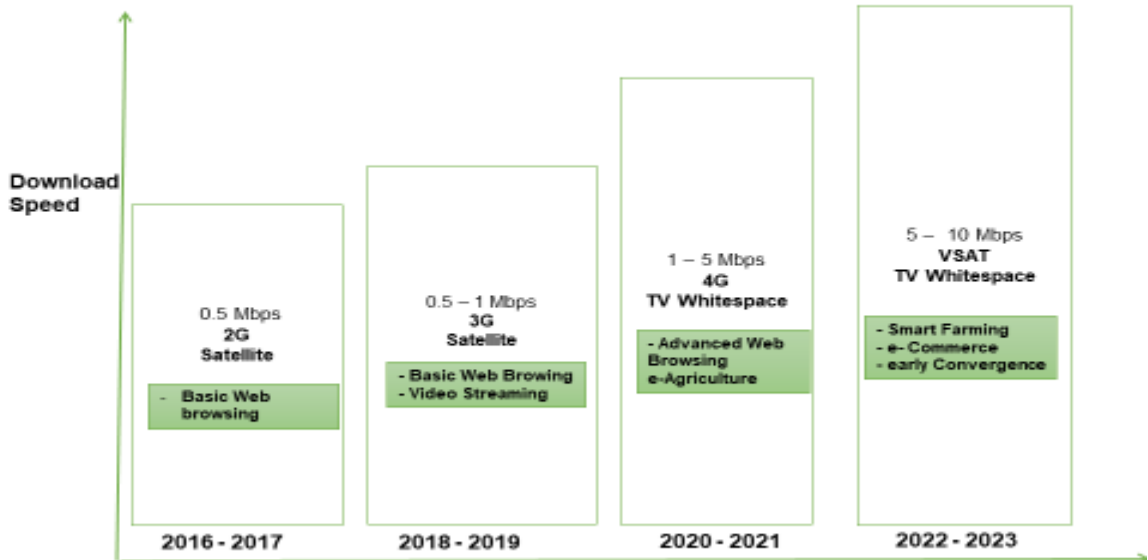 Download
Speed
0.5 Mbps
2G
Satellite
- Basic Web
browsing
2016 - 2017
0.5 – 1 Mbps
3G
Satellite
- Basic Web Browing
- Video Streaming
2018 - 2019
1 – 5 Mbps
4G
TV Whitespace
- Advanced Web
Browsing
e-Agriculture
2020 - 2021
5 – 10 Mbps
VSAT
TV Whitespace
- Smart Farming
- e- Commerce
- early Convergence
2022 - 2023